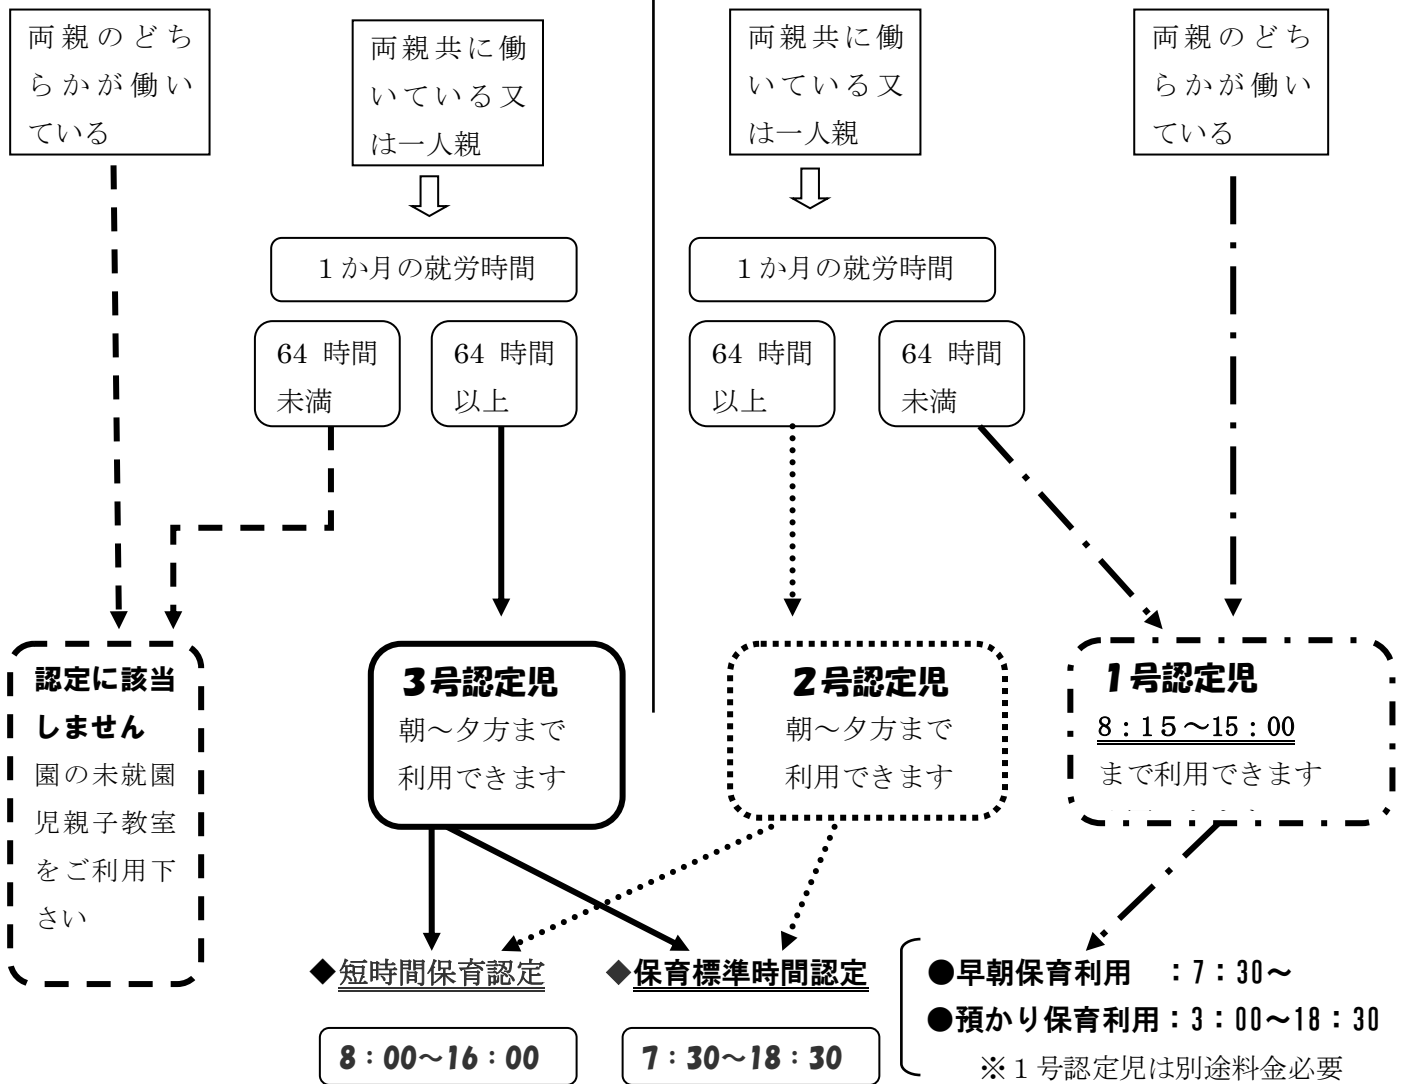 両親のどち
らかが働い
ている
両親共に働
いている又
は一人親
両親共に働
いている又
は一人親
両親のどち
らかが働い
ている
1か月の就労時間
1か月の就労時間
64 時間
未満
64 時間
以上
64 時間
以上
64 時間
未満
認定に該当
しません
園の未就園
児親子教室
をご利用下
さい
3号認定児
朝～夕方まで
利用できます
2号認定児
朝～夕方まで
利用できます
1号認定児
8：15～15：00
まで利用できます
◆短時間保育認定
8：00～16：00
◆保育標準時間認定
7：30～18：30
●早朝保育利用　：7：30～
●預かり保育利用：3：00～18：30
※1号認定児は別途料金必要